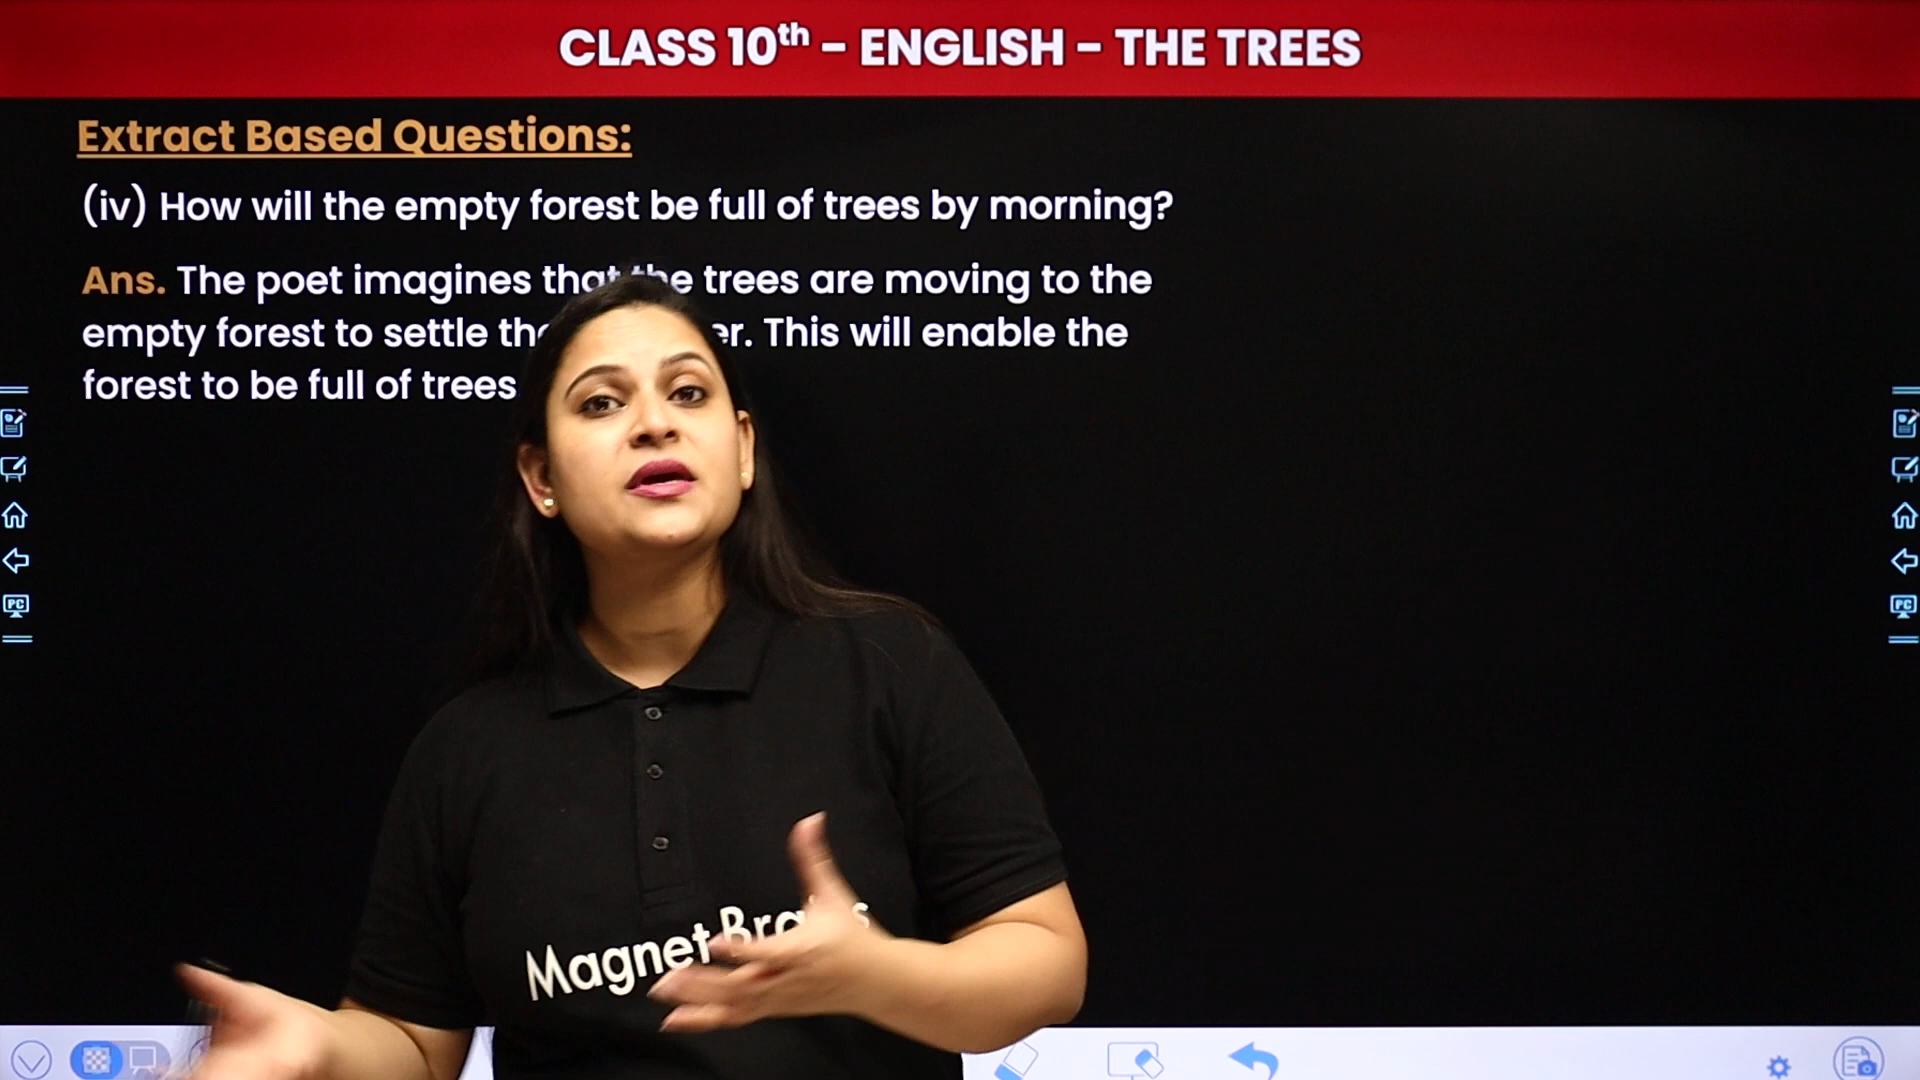 CLASS 10th - ENGLISH - THE TREES
Extract Based Questions:
(iv) How will the empty forest be full of trees by morning?
Ans. The poet imagines that the trees are moving to the
empty forest to settle er. This will enable the
forest to be full of trees
PC
PC
Magnet